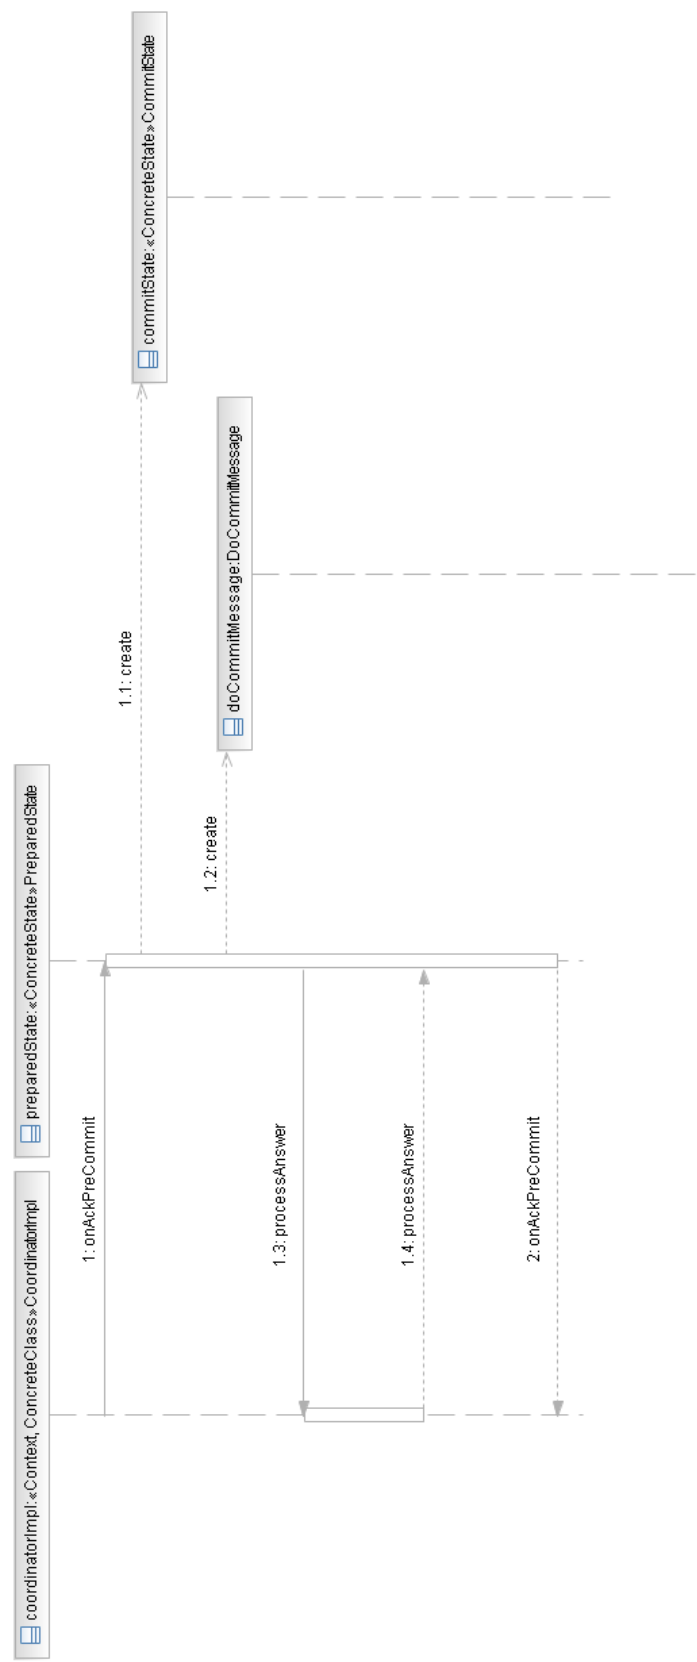 coordinatorImpl:«Context, ConcreteClass»CoordinatorImpl
preparedState:«ConcreteState»PreparedState
1: onAckPreCommit
1.1: create
commitState:«ConcreteState»CommitState
1.2: create
doCommitMessage:DoCommitMessage
1.3: processAnswer
1.4: processAnswer
2: onAckPreCommit